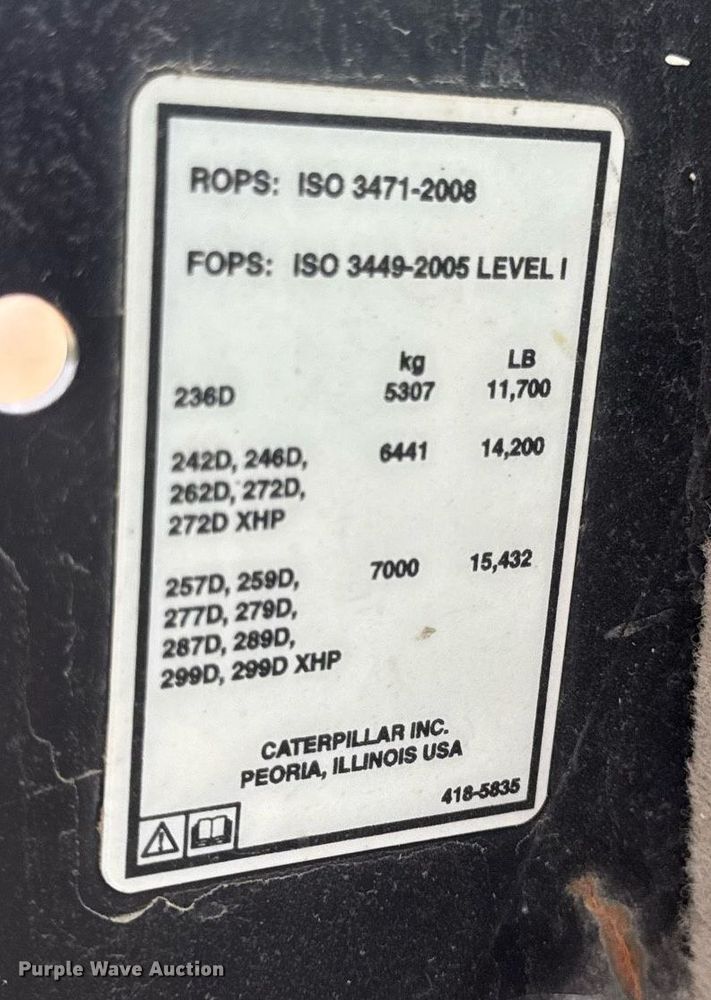 ROPS: ISO 3471-2008
FOPS: ISO 3449-2005 LEVEL I
kg LB
236D 5307 11,700
242D, 246D, 6441 14,200
262D, 272D,
272D XHP
257D, 259D, 7000 15,432
277D, 279D,
287D, 289D,
299D, 299D XHP
CATERPILLAR INC.
PEORIA, ILLINOIS USA
418-5835
Purple Wave Auction